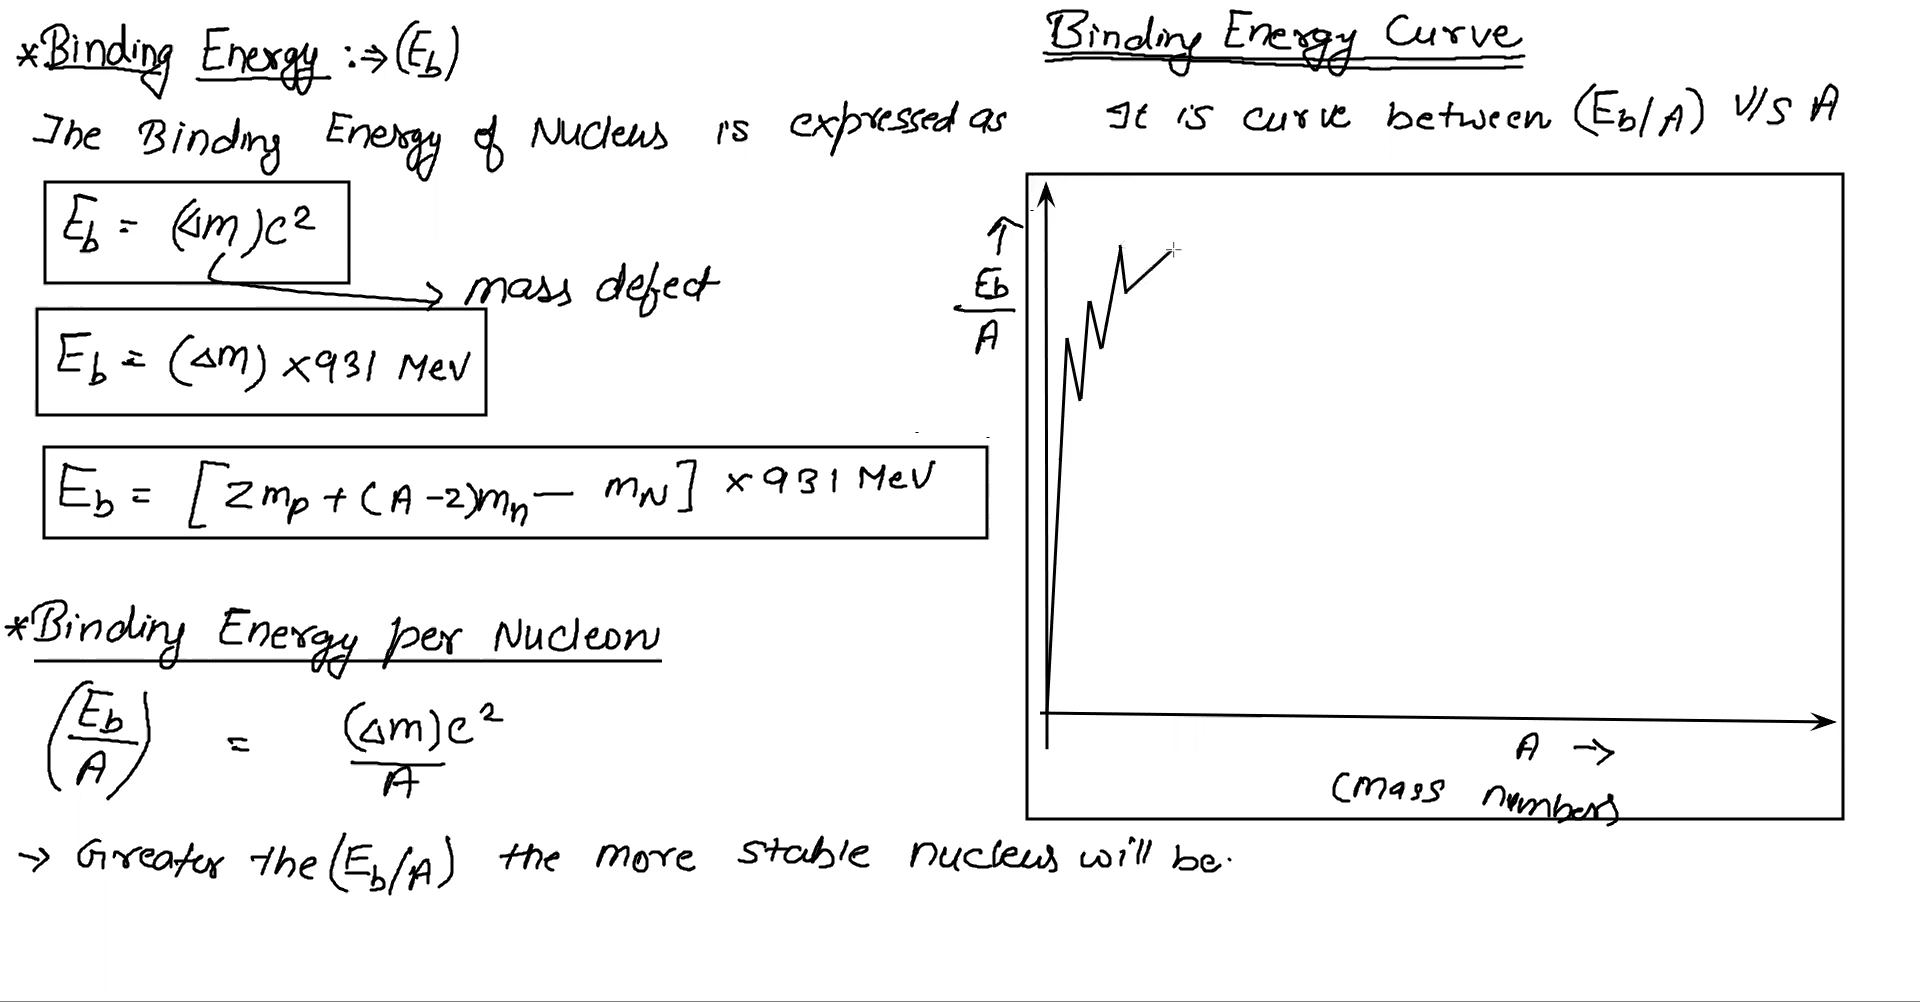 *Binding Energy :→ (Eb)
The Binding Energy of Nucleus is expressed as
Eb = (Δm)c²
→ mass defect
Eb = (Δm) ×931 MeV
Eb = [Zmp + (A-Z)mn — mN] ×931 MeV
*Binding Energy per Nucleon
(Eb/A) = (Δm)c²/A
→ Greater the (Eb/A) the more stable nucleus will be.
Binding Energy Curve
It is curve between (Eb/A) V/S A
↑
Eb/A
A →
(mass numbers)